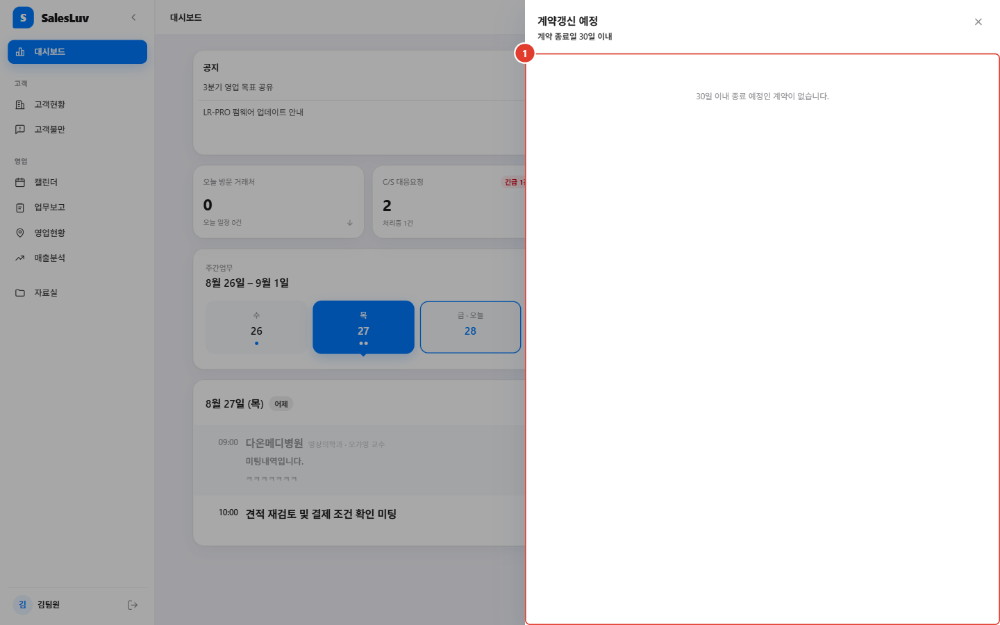 S SalesLuv
대시보드
고객
고객현황
고객불만
영업
캘린더
업무보고
영업현황
매출분석
자료실
김 김팀원
대시보드
공지
3분기 영업 목표 공유
LR-PRO 펌웨어 업데이트 안내
오늘 방문 거래처
0
오늘 일정 0건
C/S 대응요청
긴급 1
2
처리중 1건
주간업무
8월 26일 – 9월 1일
수
26
목
27
금 · 오늘
28
8월 27일 (목) 어제
09:00 다온메디병원 영상의학과 · 오가영 교수
미팅내역입니다.
ㅋㅋㅋㅋㅋㅋㅋ
10:00 견적 재검토 및 결제 조건 확인 미팅
계약갱신 예정
계약 종료일 30일 이내
1
30일 이내 종료 예정인 계약이 없습니다.